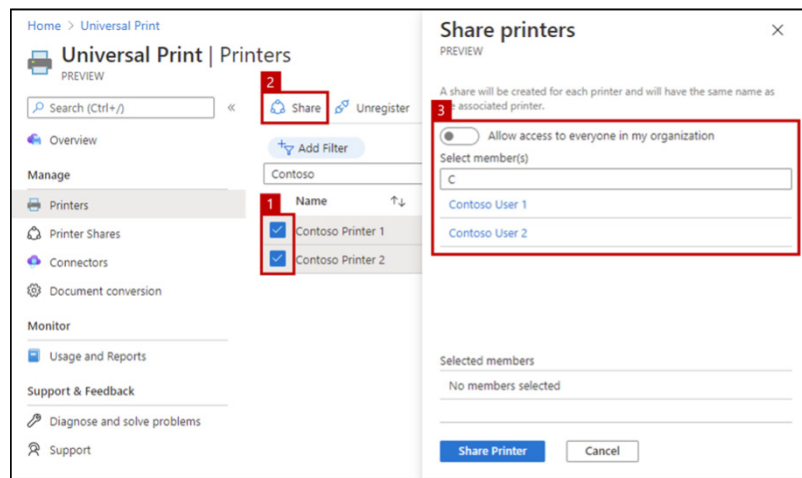 Home > Universal Print
Universal Print | Printers
PREVIEW
Search (Ctrl+/)
«
Overview
Manage
Printers
Printer Shares
Connectors
Document conversion
Monitor
Usage and Reports
Support & Feedback
Diagnose and solve problems
Support
2
Share
Unregister
Add Filter
Contoso
1
Name ↑↓
Contoso Printer 1
Contoso Printer 2
Share printers
PREVIEW
A share will be created for each printer and will have the same name as
associated printer.
3
Allow access to everyone in my organization
Select member(s)
C
Contoso User 1
Contoso User 2
Selected members
No members selected
Share Printer
Cancel